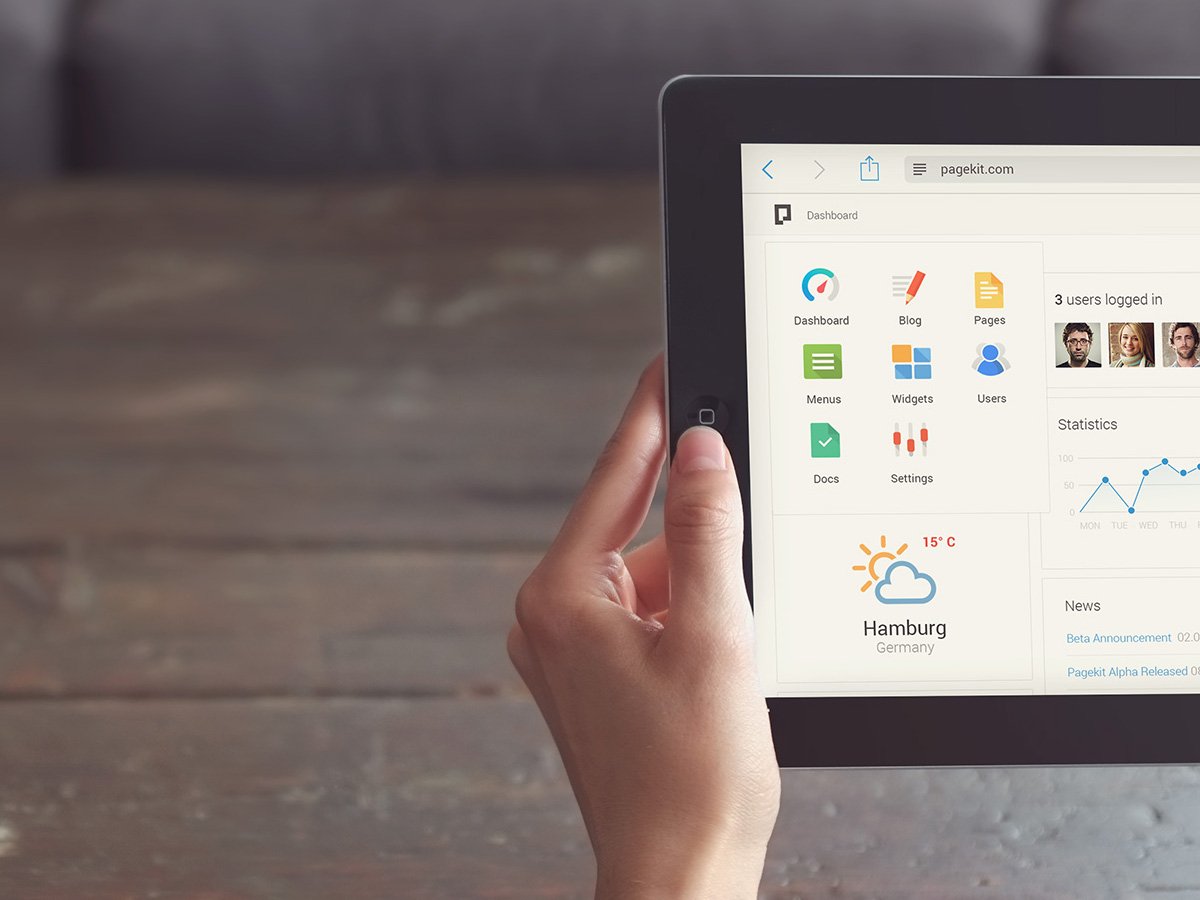 pagekit.com
Dashboard
Dashboard
Blog
Pages
Menus
Widgets
Users
Docs
Settings
15° C
Hamburg
Germany
3 users logged in
Statistics
100
50
0
MON TUE WED THU
News
Beta Announcement 02.0
Pagekit Alpha Released